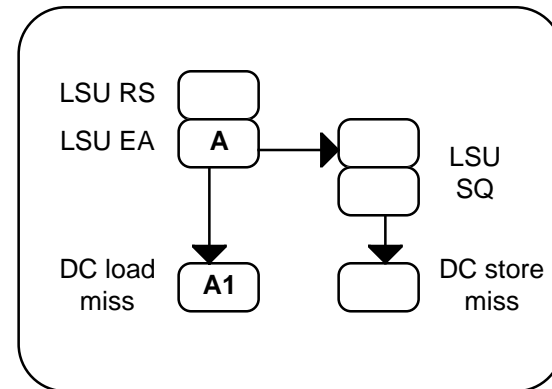 LSU RS
LSU EA
A
LSU
SQ
DC load
miss
A1
DC store
miss